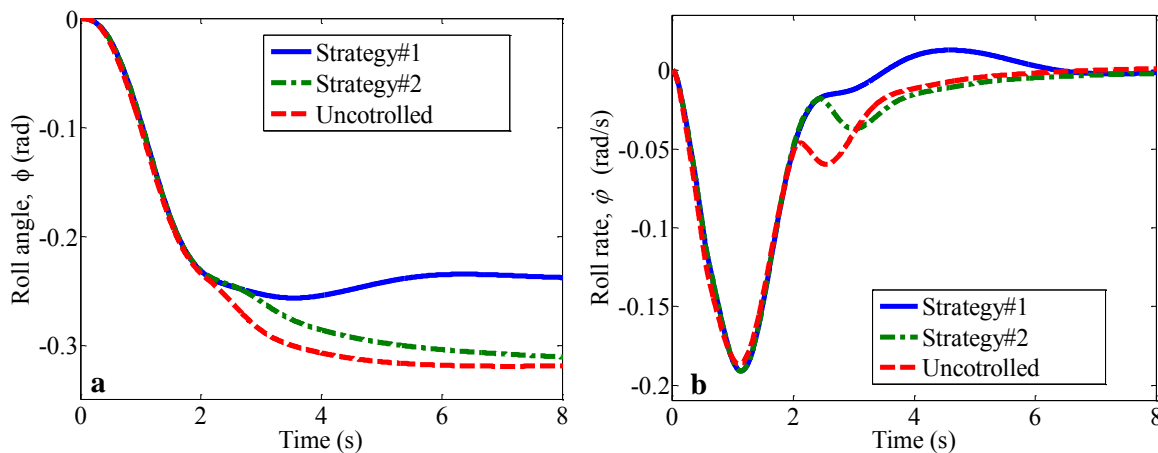 0
-0.1
-0.2
-0.3
Roll angle, ϕ (rad)
Strategy#1
Strategy#2
Uncotrolled
a
0
2
4
6
8
Time (s)
0
-0.05
-0.1
-0.15
-0.2
Roll rate, φ̇ (rad/s)
Strategy#1
Strategy#2
Uncotrolled
b
0
2
4
6
8
Time (s)